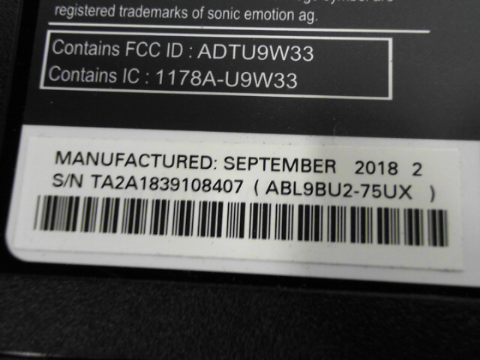 registered trademarks of sonic emotion ag.
Contains FCC ID : ADTU9W33
Contains IC : 1178A-U9W33
MANUFACTURED: SEPTEMBER 2018 2
S/N TA2A1839108407 ( ABL9BU2-75UX )